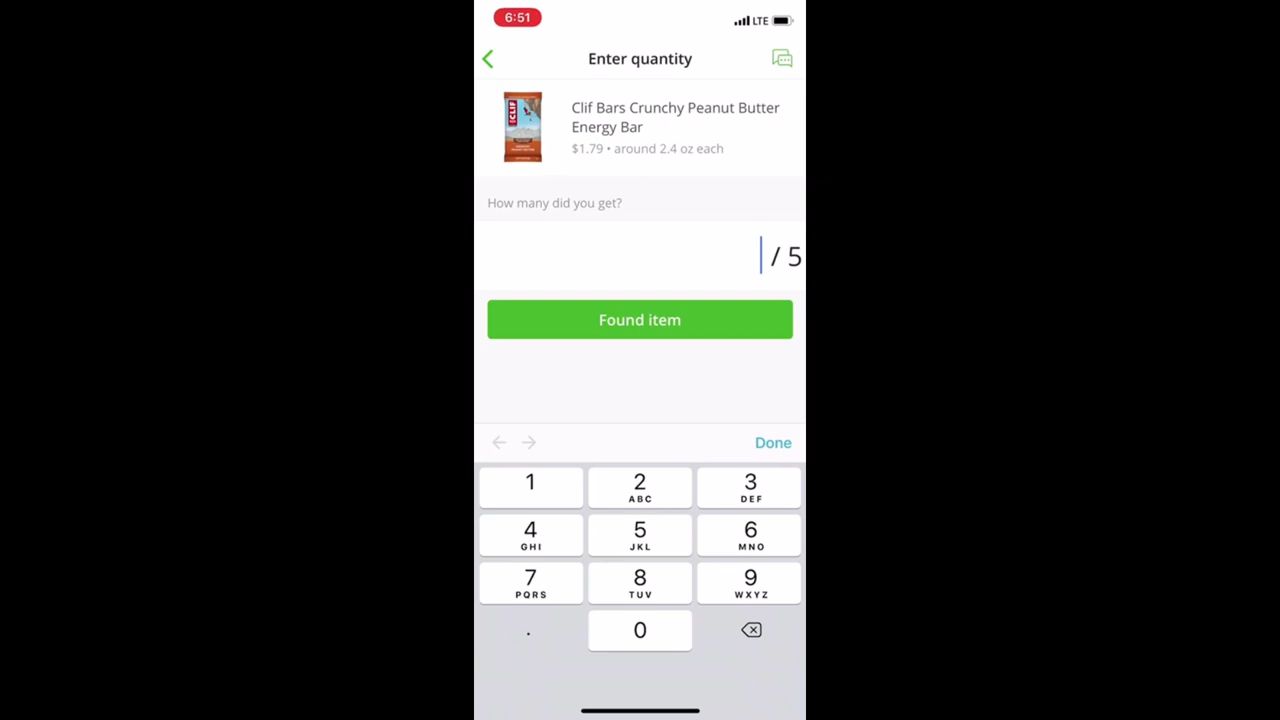 6:51
LTE
Enter quantity
CLIF
Clif Bars Crunchy Peanut Butter
Energy Bar
$1.79 • around 2.4 oz each
How many did you get?
/ 5
Found item
Done
1
2
ABC
3
DEF
4
GHI
5
JKL
6
MNO
7
PQRS
8
TUV
9
WXYZ
.
0